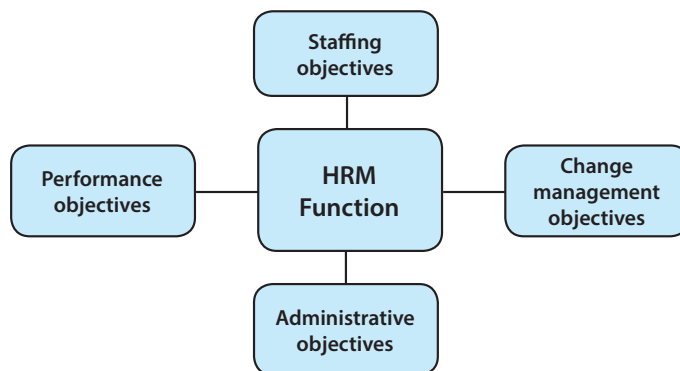 Staffing
objectives
Performance
objectives
HRM
Function
Change
management
objectives
Administrative
objectives